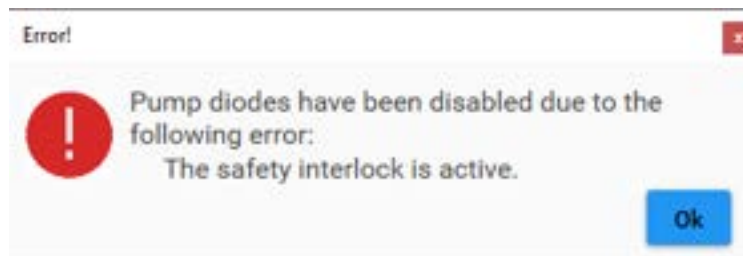 Error!
x
Pump diodes have been disabled due to the
following error:
The safety interlock is active.
Ok